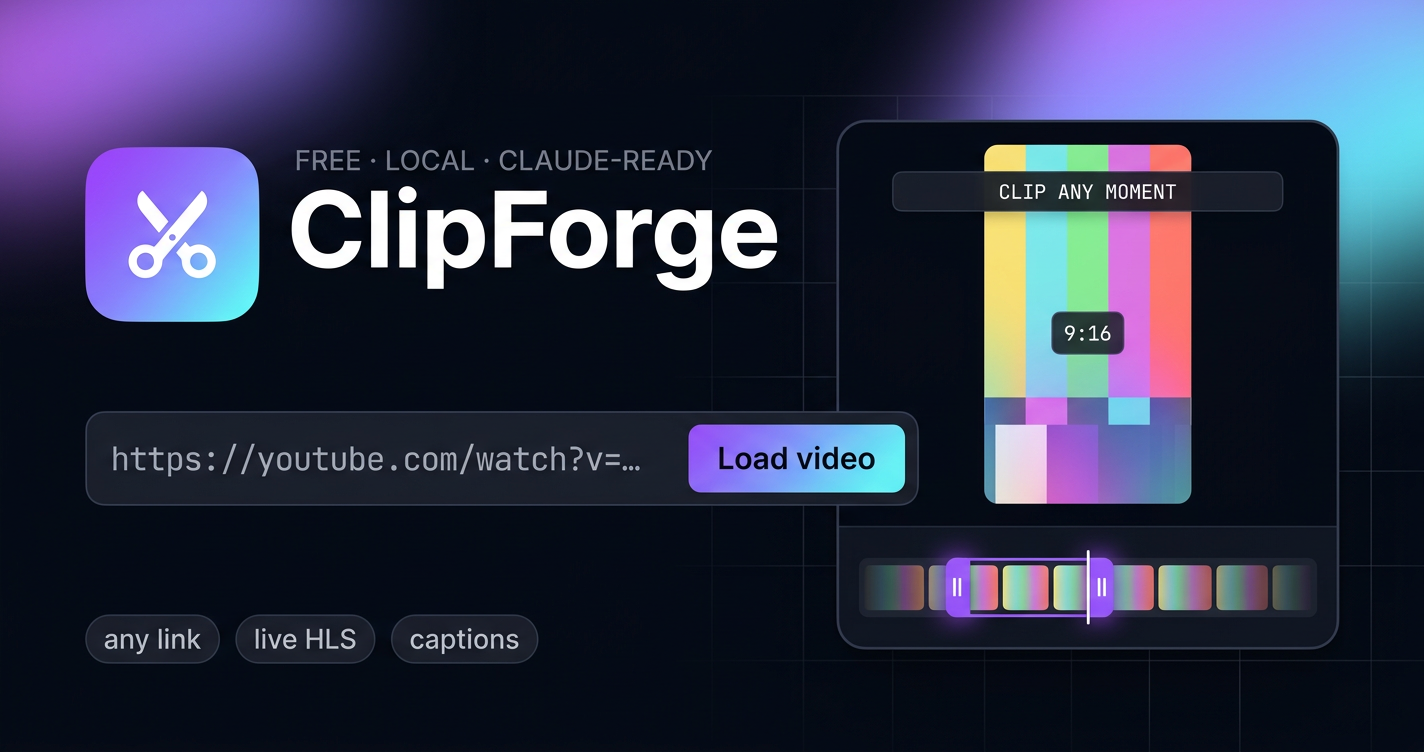 FREE · LOCAL · CLAUDE-READY
ClipForge
https://youtube.com/watch?v=…
Load video
any link
live HLS
captions
CLIP ANY MOMENT
9:16